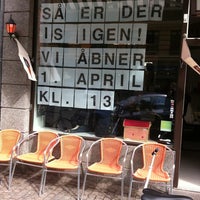 SÅ ER DER
IS IGEN!
VI ÅBNER
1. APRIL
KL. 13